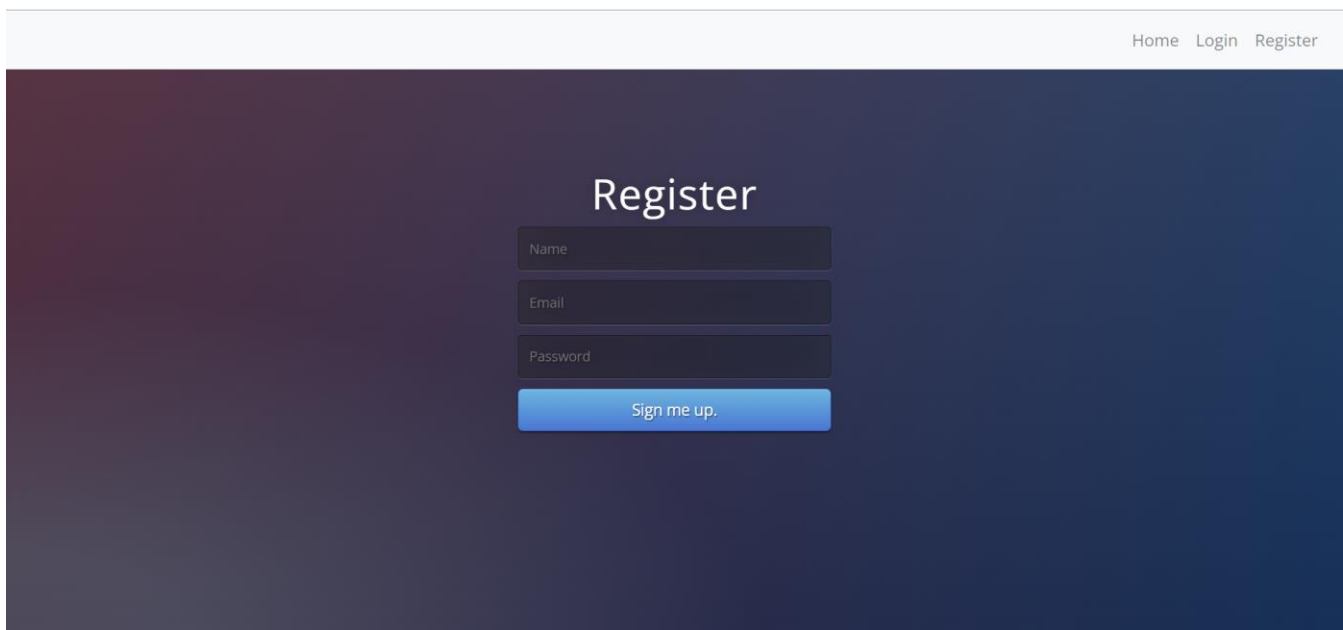 Home Login Register
Register
Name
Email
Password
Sign me up.